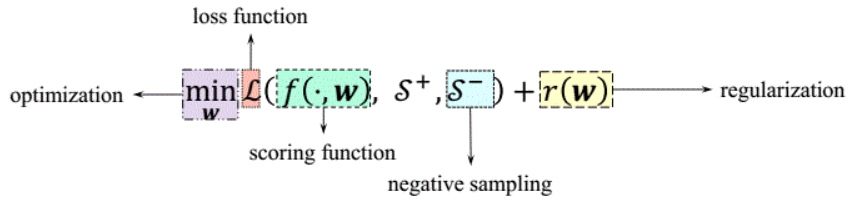 loss function
optimization
min ℒ(f(·,w), 𝒮⁺,𝒮⁻) + r(w)
w
regularization
scoring function
negative sampling